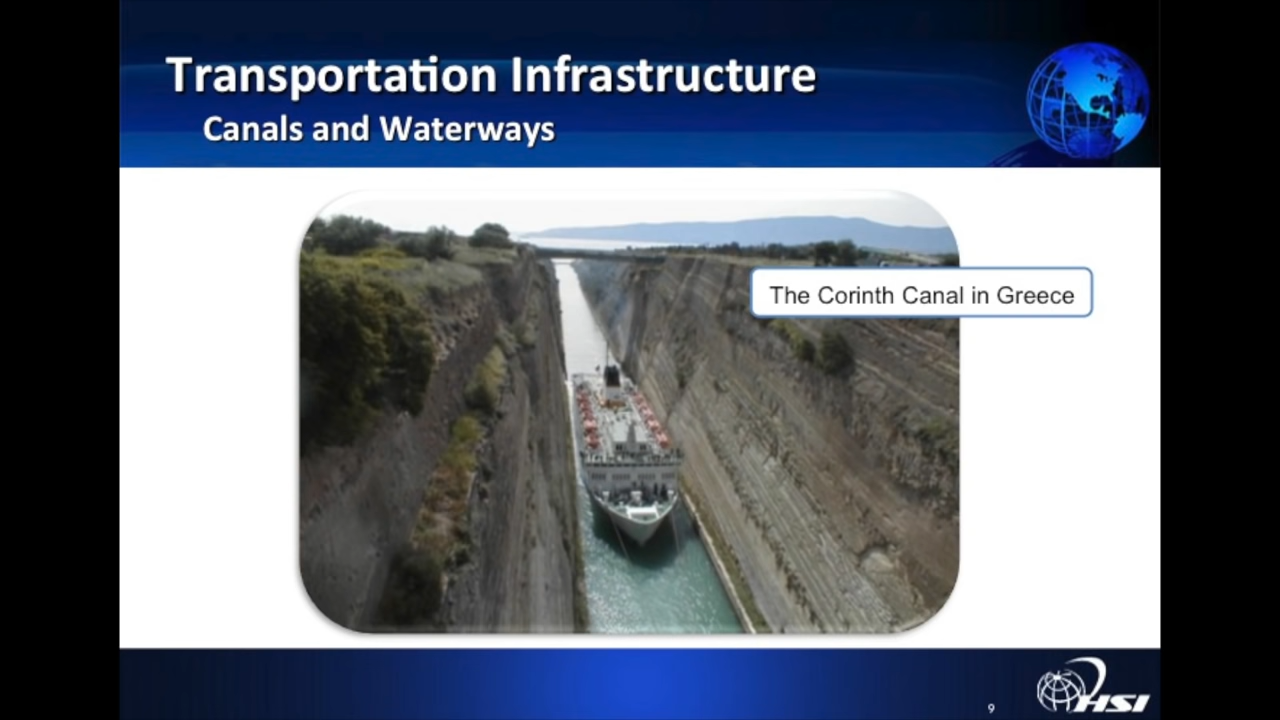 Transportation Infrastructure
Canals and Waterways
The Corinth Canal in Greece
9
HSI